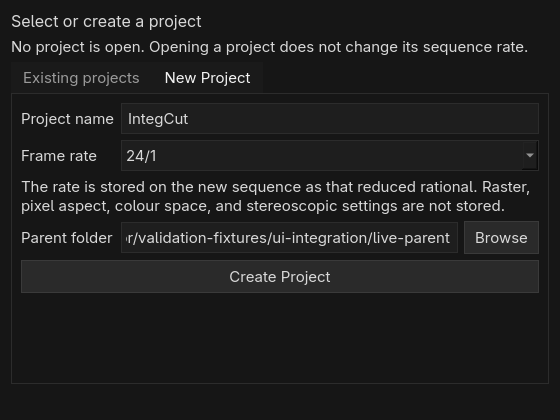 Select or create a project
No project is open. Opening a project does not change its sequence rate.
Existing projects New Project
Project name IntegCut
Frame rate 24/1
The rate is stored on the new sequence as that reduced rational. Raster,
pixel aspect, colour space, and stereoscopic settings are not stored.
Parent folder r/validation-fixtures/ui-integration/live-parent Browse
Create Project